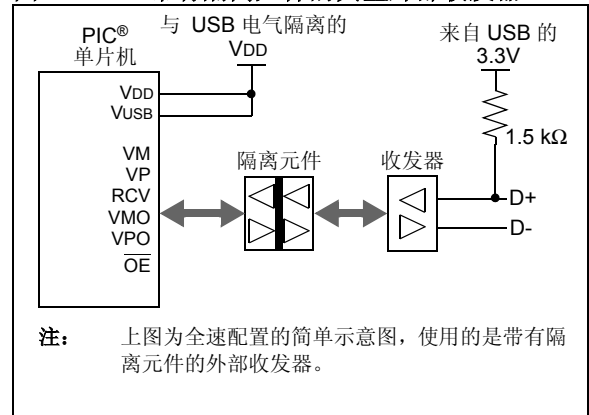 与 USB 电气隔离的
VDD
PIC®
单片机
来自 USB 的
3.3V
VDD
VUSB
1.5 kΩ
VM
VP
RCV
VMO
VPO
OE
隔离元件
收发器
D+
D-
注： 上图为全速配置的简单示意图，使用的是带有隔
离元件的外部收发器。